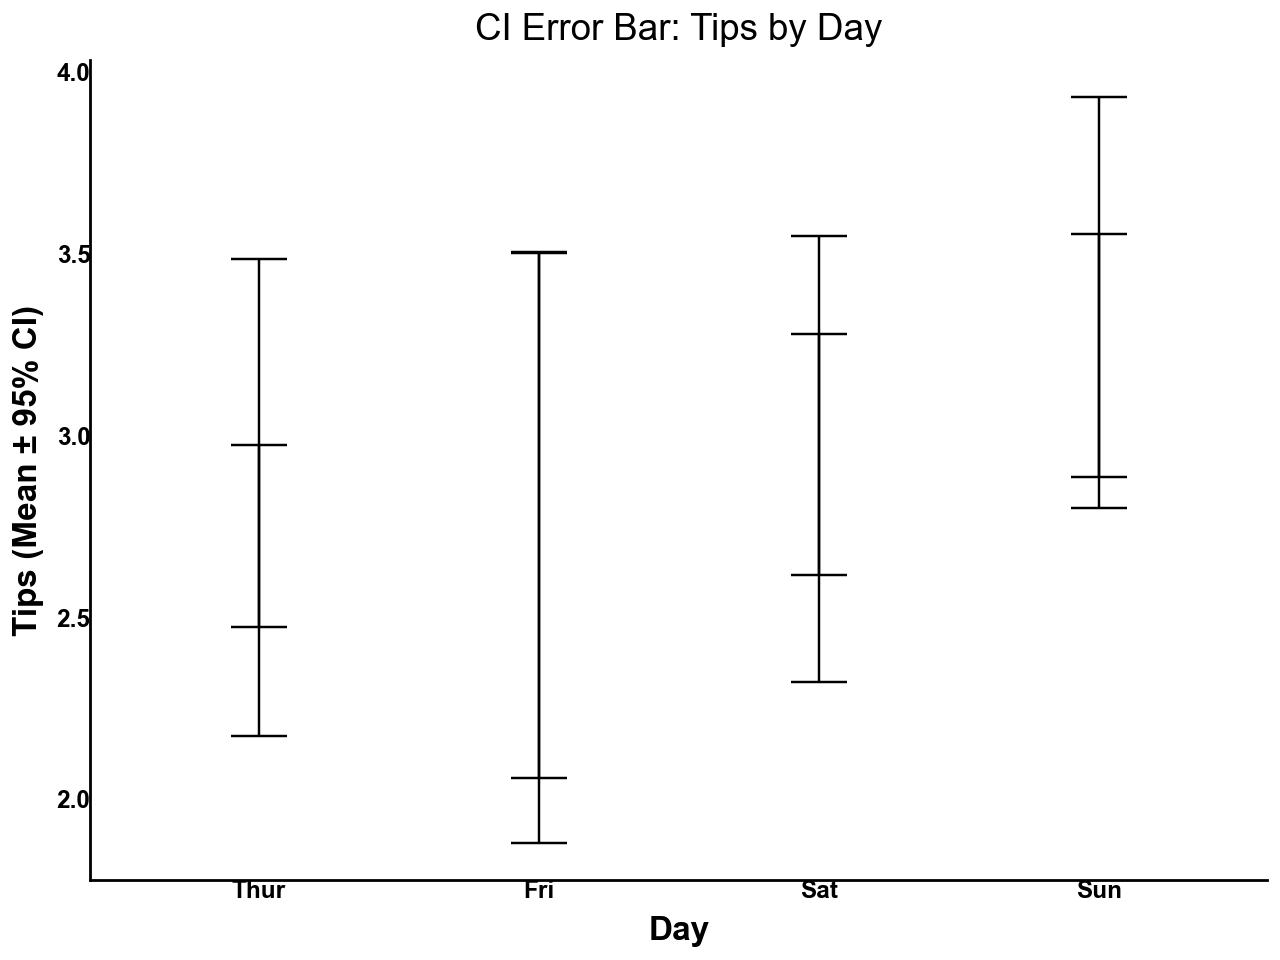 CI Error Bar: Tips by Day
4.0
3.5
3.0
2.5
2.0
Tips (Mean ± 95% CI)
Thur
Fri
Sat
Sun
Day